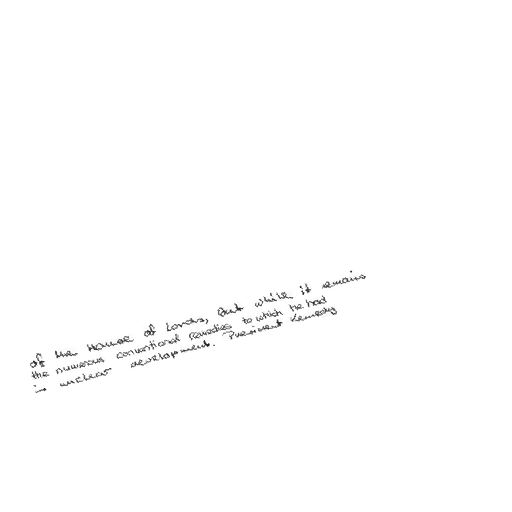 of the House of Lords, but while it remains
the numerous conventional remedies to which he had
in nuclear development. President Kennedy